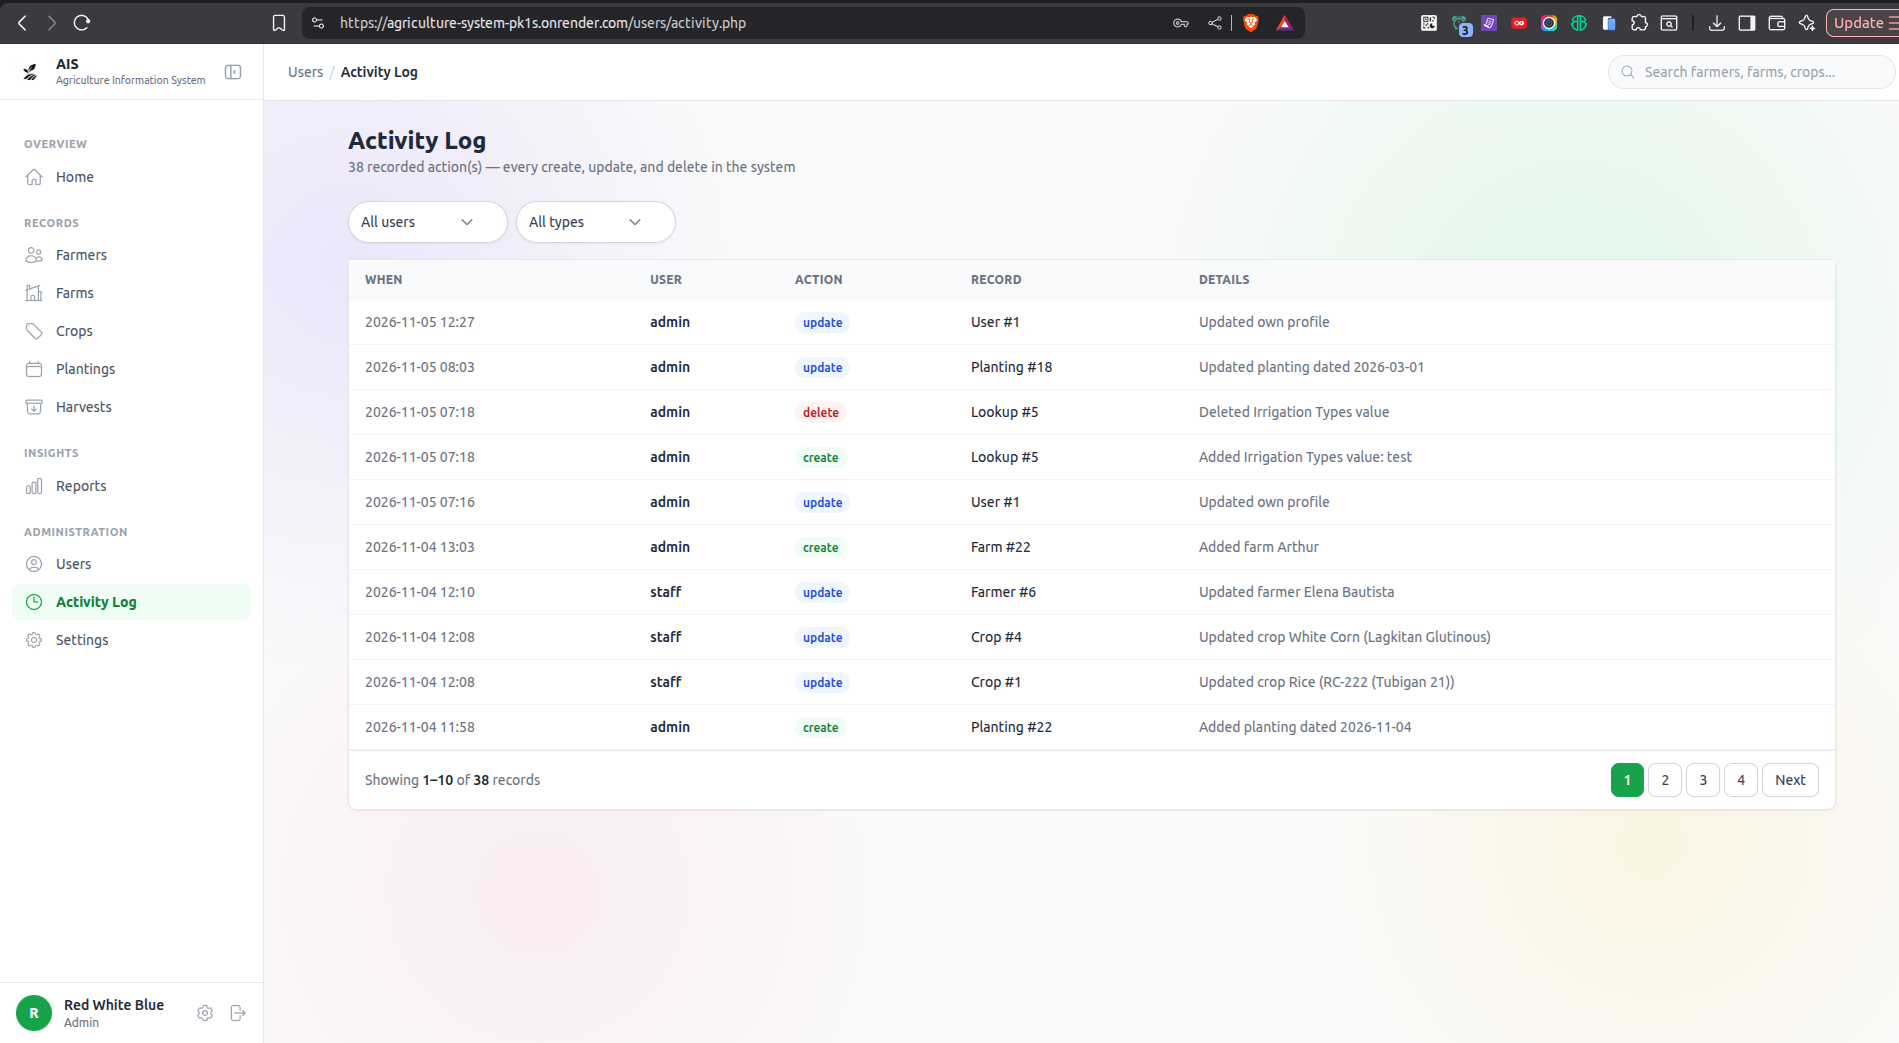 https://agriculture-system-pk1s.onrender.com/users/activity.php
3
Update
AIS
Agriculture Information System
Users / Activity Log
Search farmers, farms, crops...
OVERVIEW
Home
RECORDS
Farmers
Farms
Crops
Plantings
Harvests
INSIGHTS
Reports
ADMINISTRATION
Users
Activity Log
Settings
Activity Log
38 recorded action(s) — every create, update, and delete in the system
All users
All types
WHEN USER ACTION RECORD DETAILS
2026-11-05 12:27 admin update User #1 Updated own profile
2026-11-05 08:03 admin update Planting #18 Updated planting dated 2026-03-01
2026-11-05 07:18 admin delete Lookup #5 Deleted Irrigation Types value
2026-11-05 07:18 admin create Lookup #5 Added Irrigation Types value: test
2026-11-05 07:16 admin update User #1 Updated own profile
2026-11-04 13:03 admin create Farm #22 Added farm Arthur
2026-11-04 12:10 staff update Farmer #6 Updated farmer Elena Bautista
2026-11-04 12:08 staff update Crop #4 Updated crop White Corn (Lagkitan Glutinous)
2026-11-04 12:08 staff update Crop #1 Updated crop Rice (RC-222 (Tubigan 21))
2026-11-04 11:58 admin create Planting #22 Added planting dated 2026-11-04
Showing 1–10 of 38 records
1 2 3 4 Next
R
Red White Blue
Admin